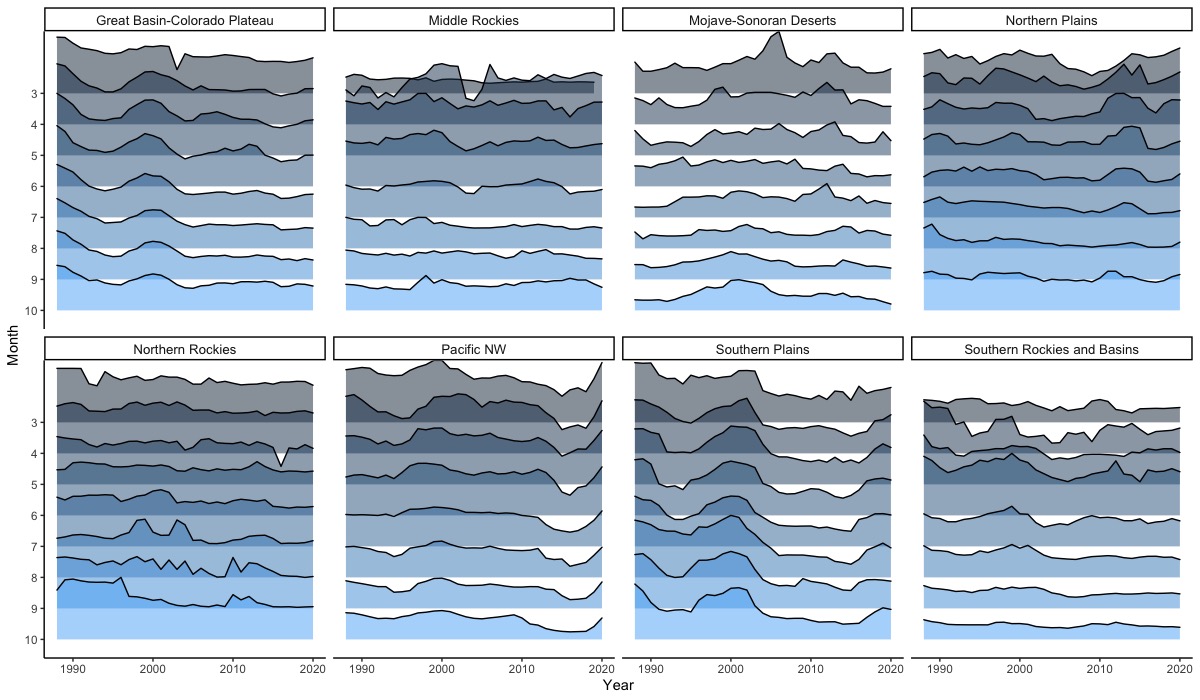 Great Basin-Colorado Plateau
Middle Rockies
Mojave-Sonoran Deserts
Northern Plains
3
4
5
6
7
8
9
10
Month
Northern Rockies
Pacific NW
Southern Plains
Southern Rockies and Basins
3
4
5
6
7
8
9
10
1990 2000 2010 2020 1990 2000 2010 2020 1990 2000 2010 2020 1990 2000 2010 2020
Year